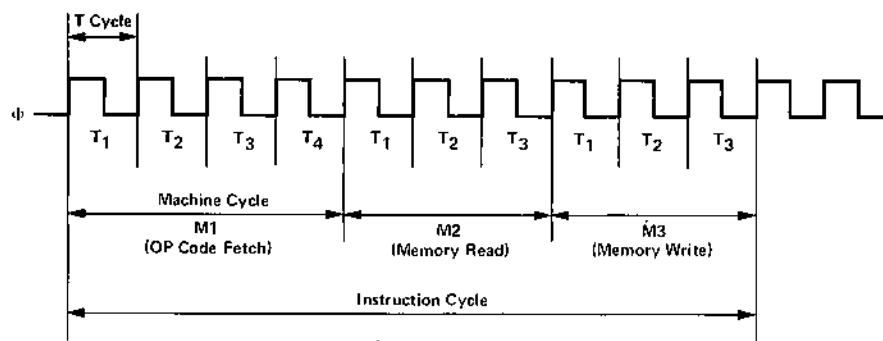 T Cycle
Φ
T1 T2 T3 T4 T1 T2 T3 T1 T2 T3
Machine Cycle
M1 M2 M3
(OP Code Fetch) (Memory Read) (Memory Write)
Instruction Cycle